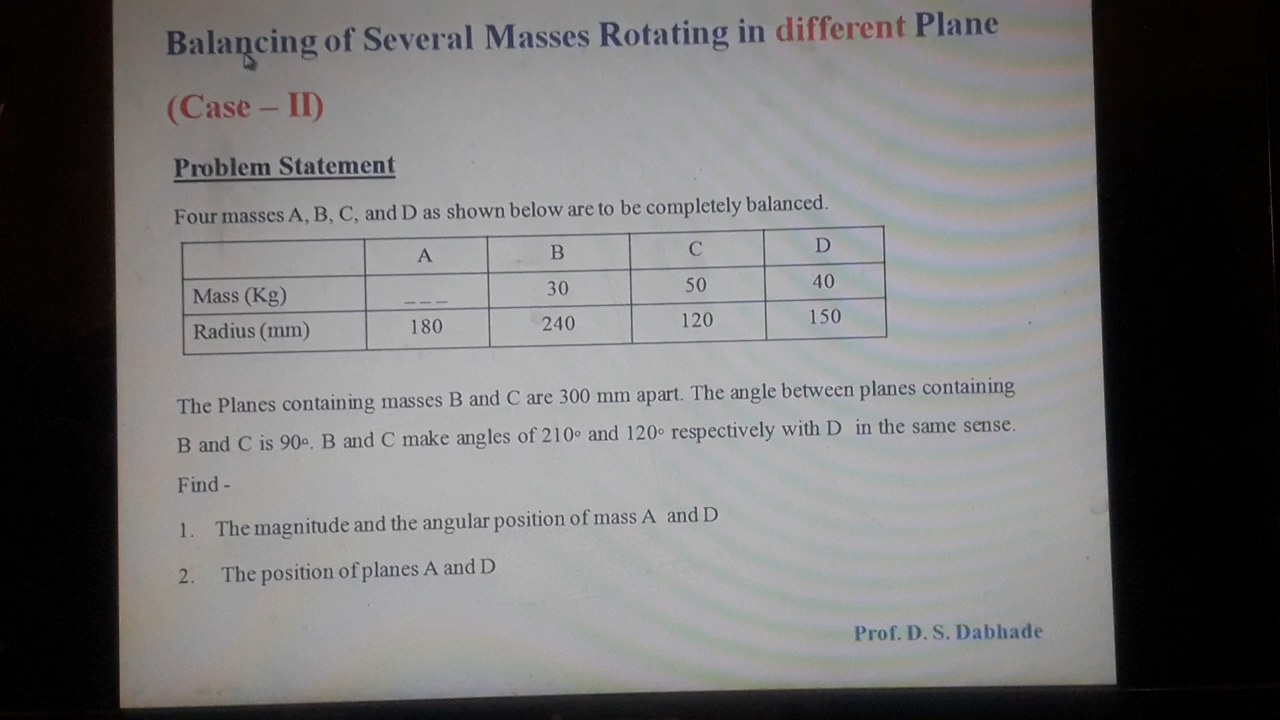 Balancing of Several Masses Rotating in different Plane
(Case – II)
Problem Statement
Four masses A, B, C, and D as shown below are to be completely balanced.
A B C D
Mass (Kg) ___ 30 50 40
Radius (mm) 180 240 120 150
The Planes containing masses B and C are 300 mm apart. The angle between planes containing
B and C is 90°. B and C make angles of 210° and 120° respectively with D in the same sense.
Find -
1. The magnitude and the angular position of mass A and D
2. The position of planes A and D
Prof. D. S. Dabhade